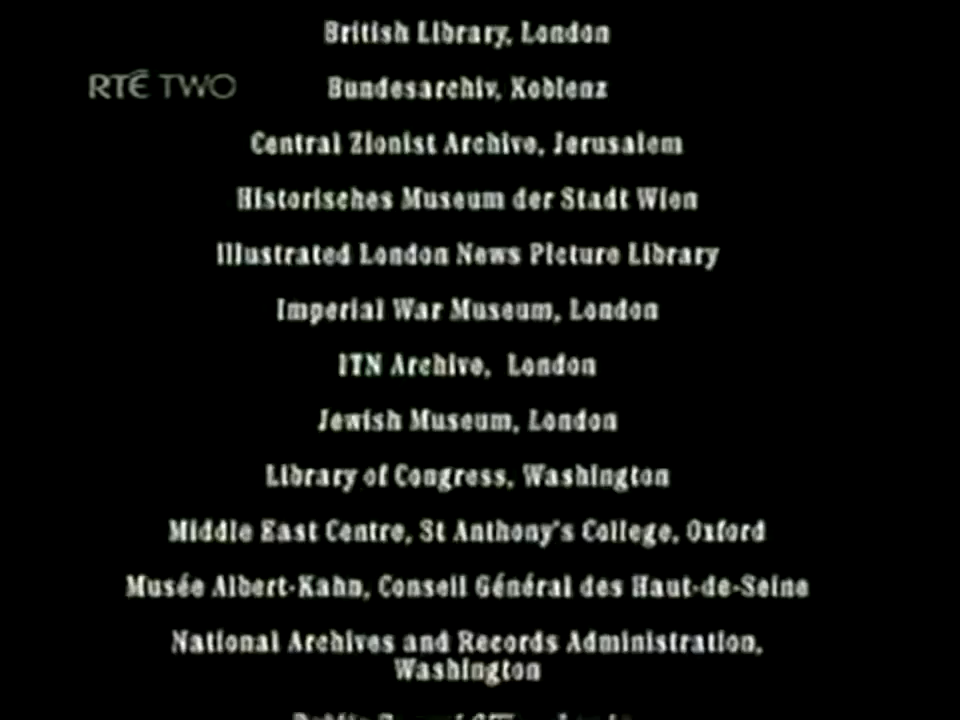 British Library, London
RTÉ TWO
Bundesarchiv, Koblenz
Central Zionist Archive, Jerusalem
Historisches Museum der Stadt Wien
Illustrated London News Picture Library
Imperial War Museum, London
ITN Archive, London
Jewish Museum, London
Library of Congress, Washington
Middle East Centre, St Anthony's College, Oxford
Musée Albert-Kahn, Conseil Général des Haut-de-Seine
National Archives and Records Administration,
Washington